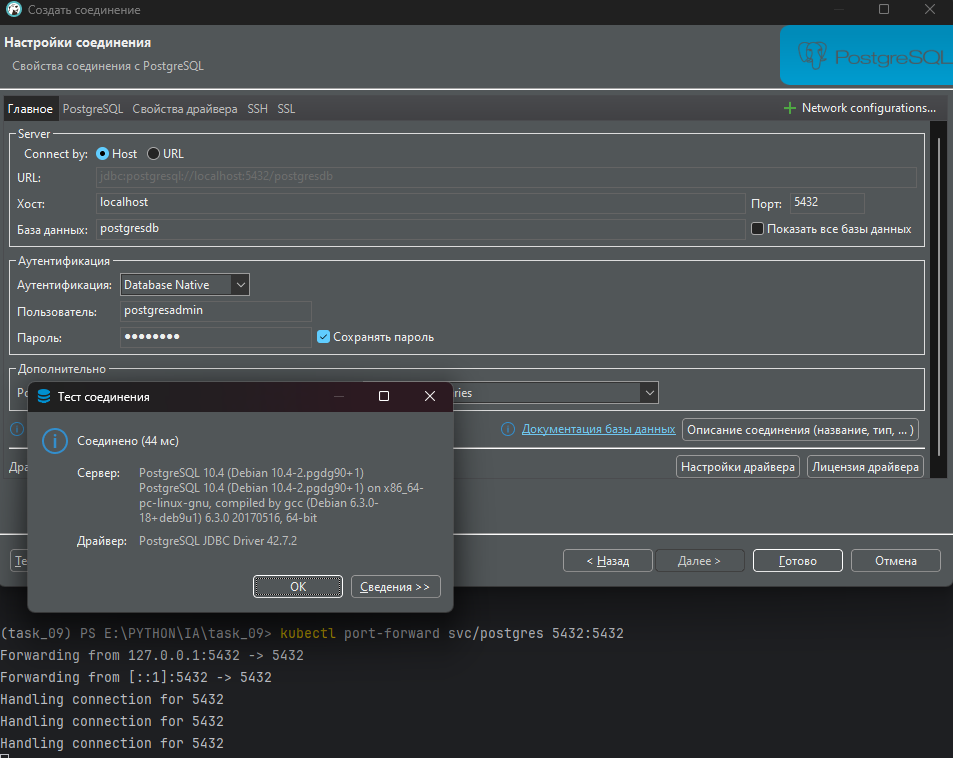 Создать соединение
Настройки соединения
Свойства соединения с PostgreSQL
PostgreSQL
Главное PostgreSQL Свойства драйвера SSH SSL
Network configurations...
Server
Connect by: Host URL
URL: jdbc:postgresql://localhost:5432/postgresdb
Хост: localhost Порт: 5432
База данных: postgresdb Показать все базы данных
Аутентификация
Аутентификация: Database Native
Пользователь: postgresadmin
Пароль: •••••••• Сохранять пароль
Дополнительно
ries
Тест соединения
Соединено (44 мс)
Документация базы данных Описание соединения (название, тип, ... )
Сервер: PostgreSQL 10.4 (Debian 10.4-2.pgdg90+1)
PostgreSQL 10.4 (Debian 10.4-2.pgdg90+1) on x86_64-
pc-linux-gnu, compiled by gcc (Debian 6.3.0-
18+deb9u1) 6.3.0 20170516, 64-bit
Драйвер: PostgreSQL JDBC Driver 42.7.2
Настройки драйвера Лицензия драйвера
OK Сведения >>
< Назад Далее > Готово Отмена
(task_09) PS E:\PYTHON\IA\task_09> kubectl port-forward svc/postgres 5432:5432
Forwarding from 127.0.0.1:5432 -> 5432
Forwarding from [::1]:5432 -> 5432
Handling connection for 5432
Handling connection for 5432
Handling connection for 5432